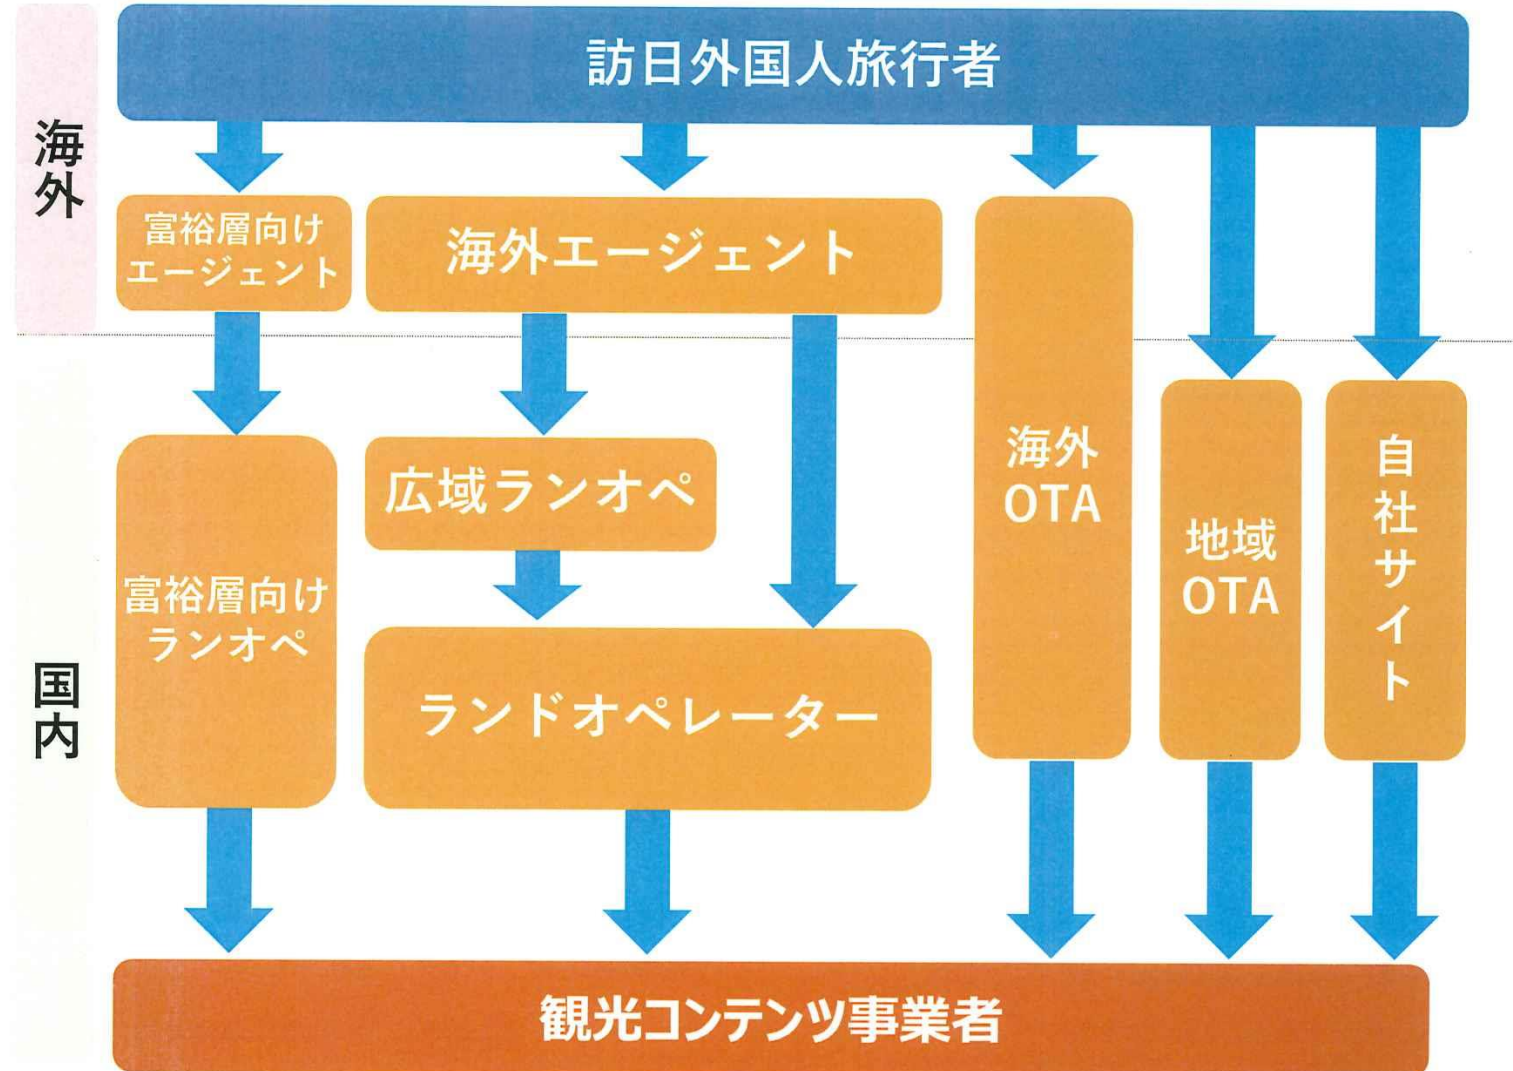 訪日外国人旅行者
海外
富裕層向け
エージェント
海外エージェント
広域ランオペ
海外
OTA
地域
OTA
自社サイト
富裕層向け
ランオペ
ランドオペレーター
国内
観光コンテンツ事業者